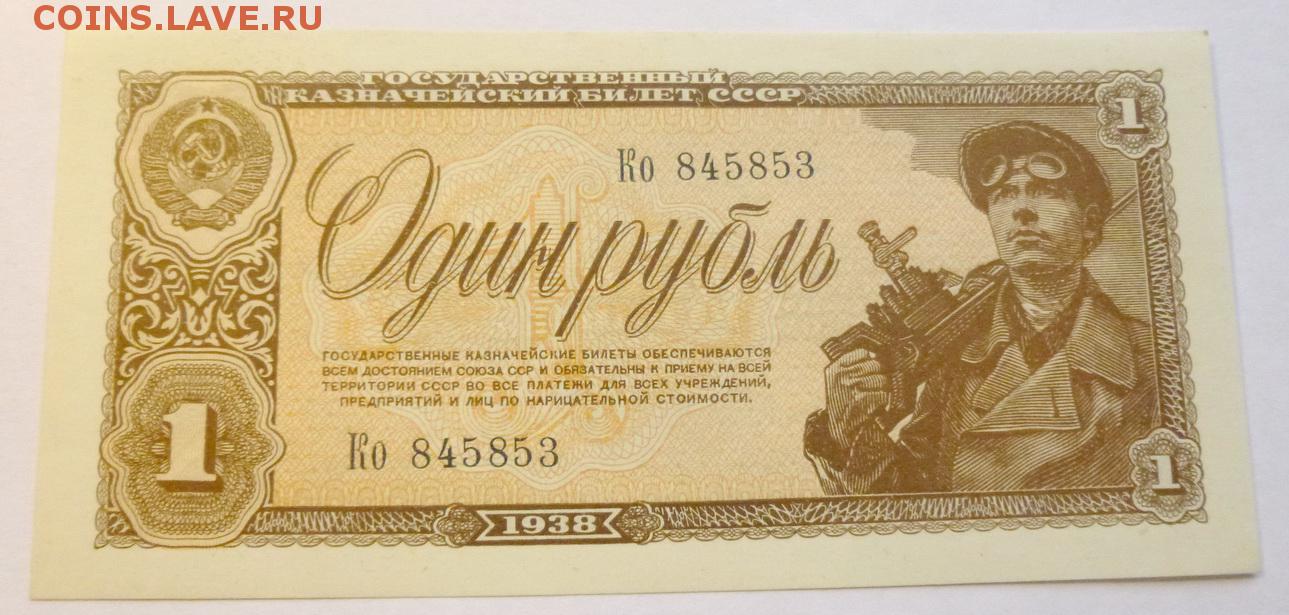 COINS.LAVE.RU
ГОСУДАРСТВЕННЫЙ
КАЗНАЧЕЙСКИЙ БИЛЕТ СССР
1
Ко 845853
Один рубль
ГОСУДАРСТВЕННЫЕ КАЗНАЧЕЙСКИЕ БИЛЕТЫ ОБЕСПЕЧИВАЮТСЯ
ВСЕМ ДОСТОЯНИЕМ СОЮЗА ССР И ОБЯЗАТЕЛЬНЫ К ПРИЕМУ НА ВСЕЙ
ТЕРРИТОРИИ СССР ВО ВСЕ ПЛАТЕЖИ ДЛЯ ВСЕХ УЧРЕЖДЕНИЙ,
ПРЕДПРИЯТИЙ И ЛИЦ ПО НАРИЦАТЕЛЬНОЙ СТОИМОСТИ.
1
Ко 845853
1
1938